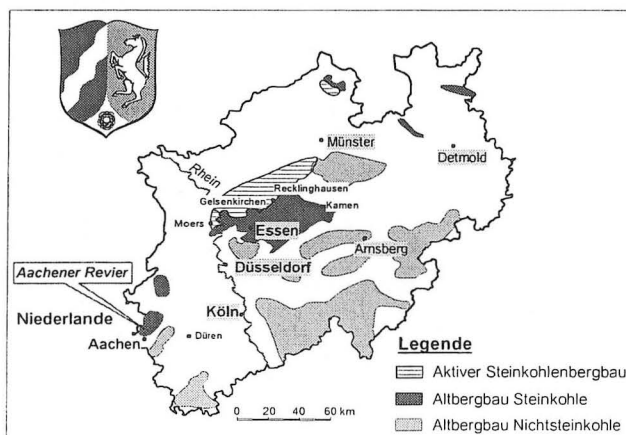 Münster
Detmold
Rhein
Recklinghausen
Gelsenkirchen
Kamen
Moers
Essen
Arnsberg
Düsseldorf
Aachener Revier
Köln
Niederlande
Düren
Aachen
Legende
Aktiver Steinkohlenbergbau
Altbergbau Steinkohle
Altbergbau Nichtsteinkohle
0 20 40 60 km